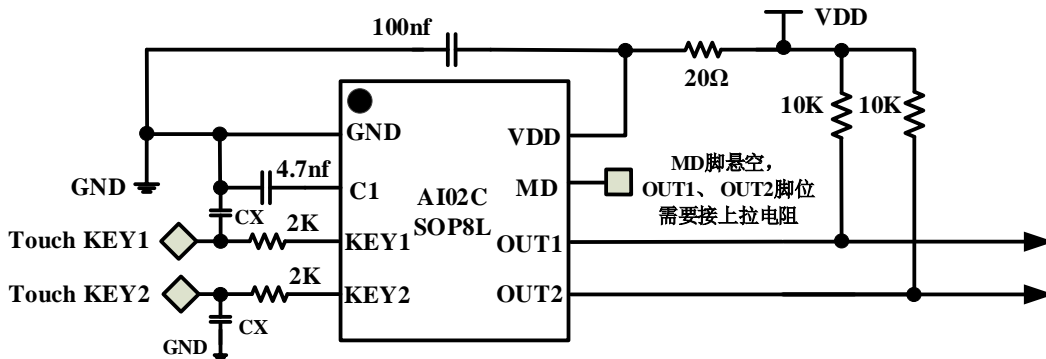 VDD
100nf
20Ω
10K
10K
GND
VDD
MD脚悬空，
OUT1、OUT2脚位
需要接上拉电阻
4.7nf
GND
C1
AI02C
SOP8L
MD
CX
2K
Touch KEY1
KEY1
OUT1
2K
Touch KEY2
KEY2
OUT2
CX
GND